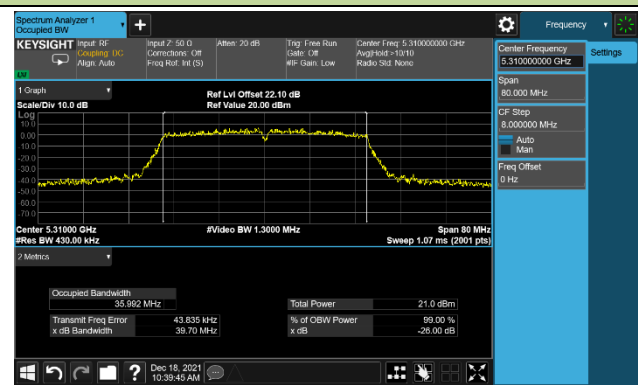 Spectrum Analyzer 1
Occupied BW
Frequency
KEYSIGHT
Input: RF
Coupling: DC
Align: Auto
Input Z: 50 Ω
Corrections: Off
Freq Ref: Int (S)
Atten: 20 dB
Trig: Free Run
Gate: Off
#IF Gain: Low
Center Freq: 5.310000000 GHz
Avg|Hold:>10/10
Radio Std: None
LXI
Center Frequency
5.310000000 GHz
Settings
Span
80.000 MHz
CF Step
8.000000 MHz
Auto
Man
Freq Offset
0 Hz
1 Graph
Scale/Div 10.0 dB
Ref Lvl Offset 22.10 dB
Ref Value 20.00 dBm
Log
10.0
0.00
-10.0
-20.0
-30.0
-40.0
-50.0
-60.0
-70.0
Center 5.31000 GHz
#Res BW 430.00 kHz
#Video BW 1.3000 MHz
Span 80 MHz
Sweep 1.07 ms (2001 pts)
2 Metrics
Occupied Bandwidth
35.992 MHz
Transmit Freq Error 43.835 kHz
x dB Bandwidth 39.70 MHz
Total Power 21.0 dBm
% of OBW Power 99.00 %
x dB -26.00 dB
Dec 18, 2021
10:39:45 AM